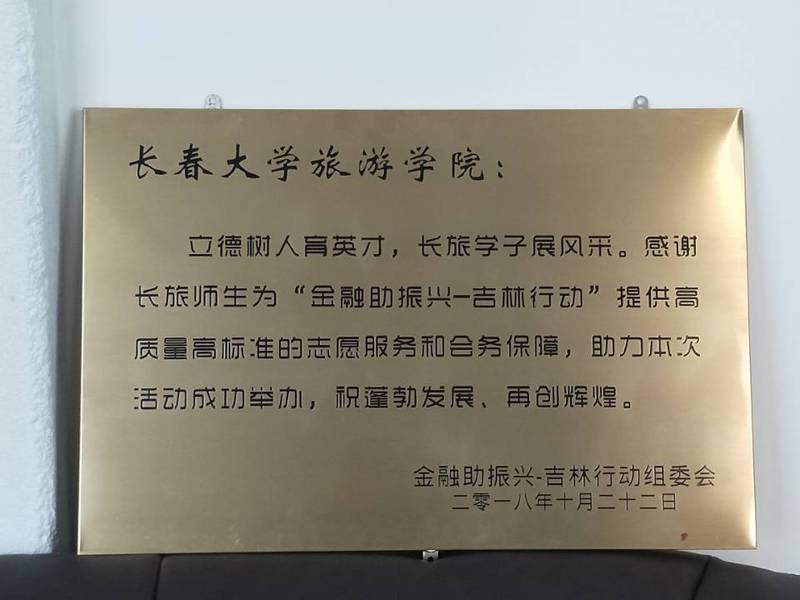 长春大学旅游学院：
立德树人育英才，长旅学子展风采。感谢
长旅师生为“金融助振兴-吉林行动”提供高
质量高标准的志愿服务和会务保障，助力本次
活动成功举办，祝蓬勃发展、再创辉煌。
金融助振兴-吉林行动组委会
二零一八年十月二十二日